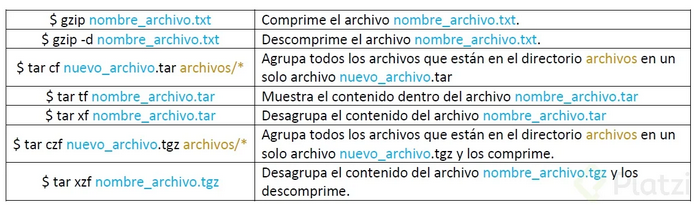 $ gzip nombre_archivo.txt Comprime el archivo nombre_archivo.txt.
$ gzip -d nombre_archivo.txt Descomprime el archivo nombre_archivo.txt.
$ tar cf nuevo_archivo.tar archivos/* Agrupa todos los archivos que están en el directorio archivos en un
solo archivo nuevo_archivo.tar
$ tar tf nombre_archivo.tar Muestra el contenido dentro del archivo nombre_archivo.tar
$ tar xf nombre_archivo.tar Desagrupa el contenido del archivo nombre_archivo.tar
$ tar czf nuevo_archivo.tgz archivos/* Agrupa todos los archivos que están en el directorio archivos en un
solo archivo nuevo_archivo.tgz y los comprime.
$ tar xzf nombre_archivo.tgz Desagrupa el contenido del archivo nombre_archivo.tgz y los
descomprime.
Platzi